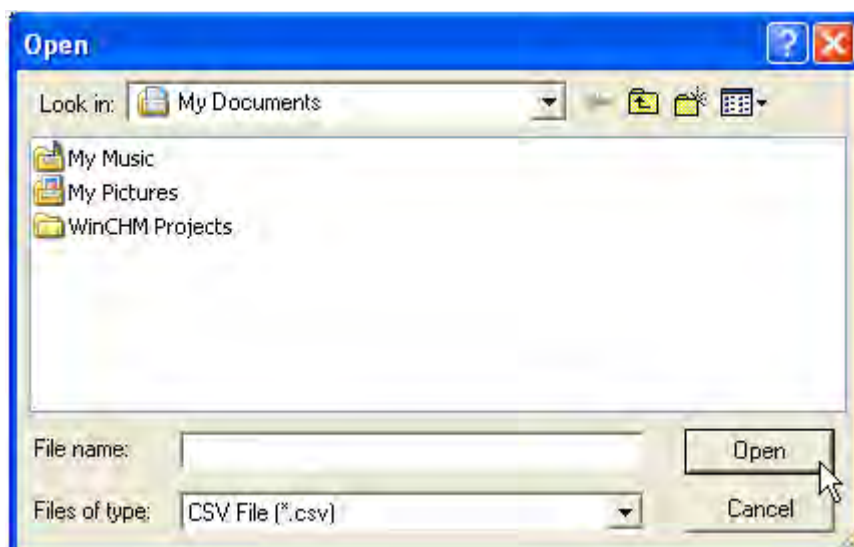 Open
Look in: My Documents
My Music
My Pictures
WinCHM Projects
File name: Open
Files of type: CSV File (*.csv) Cancel